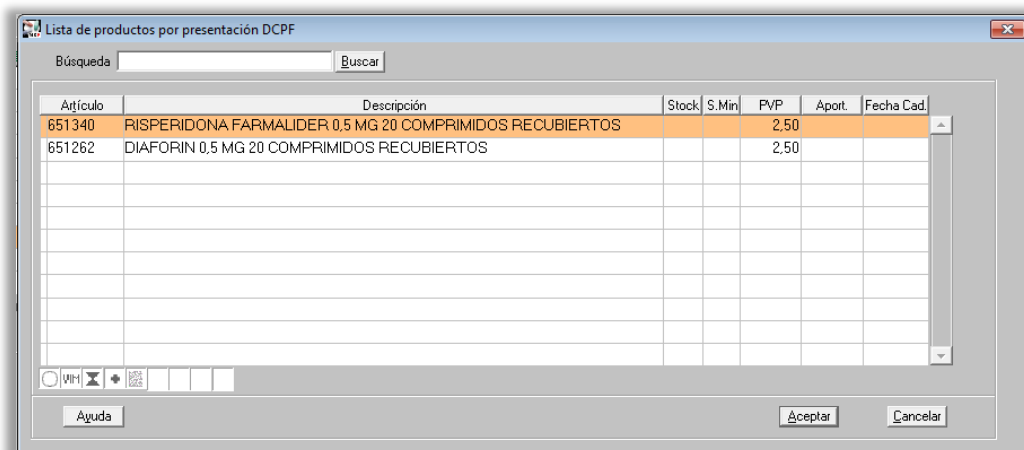 Lista de productos por presentación DCPF
Búsqueda Buscar
Artículo Descripción Stock S.Min PVP Aport. Fecha Cad.
651340 RISPERIDONA FARMALIDER 0,5 MG 20 COMPRIMIDOS RECUBIERTOS 2,50
651262 DIAFORIN 0,5 MG 20 COMPRIMIDOS RECUBIERTOS 2,50
VIM
Ayuda Aceptar Cancelar